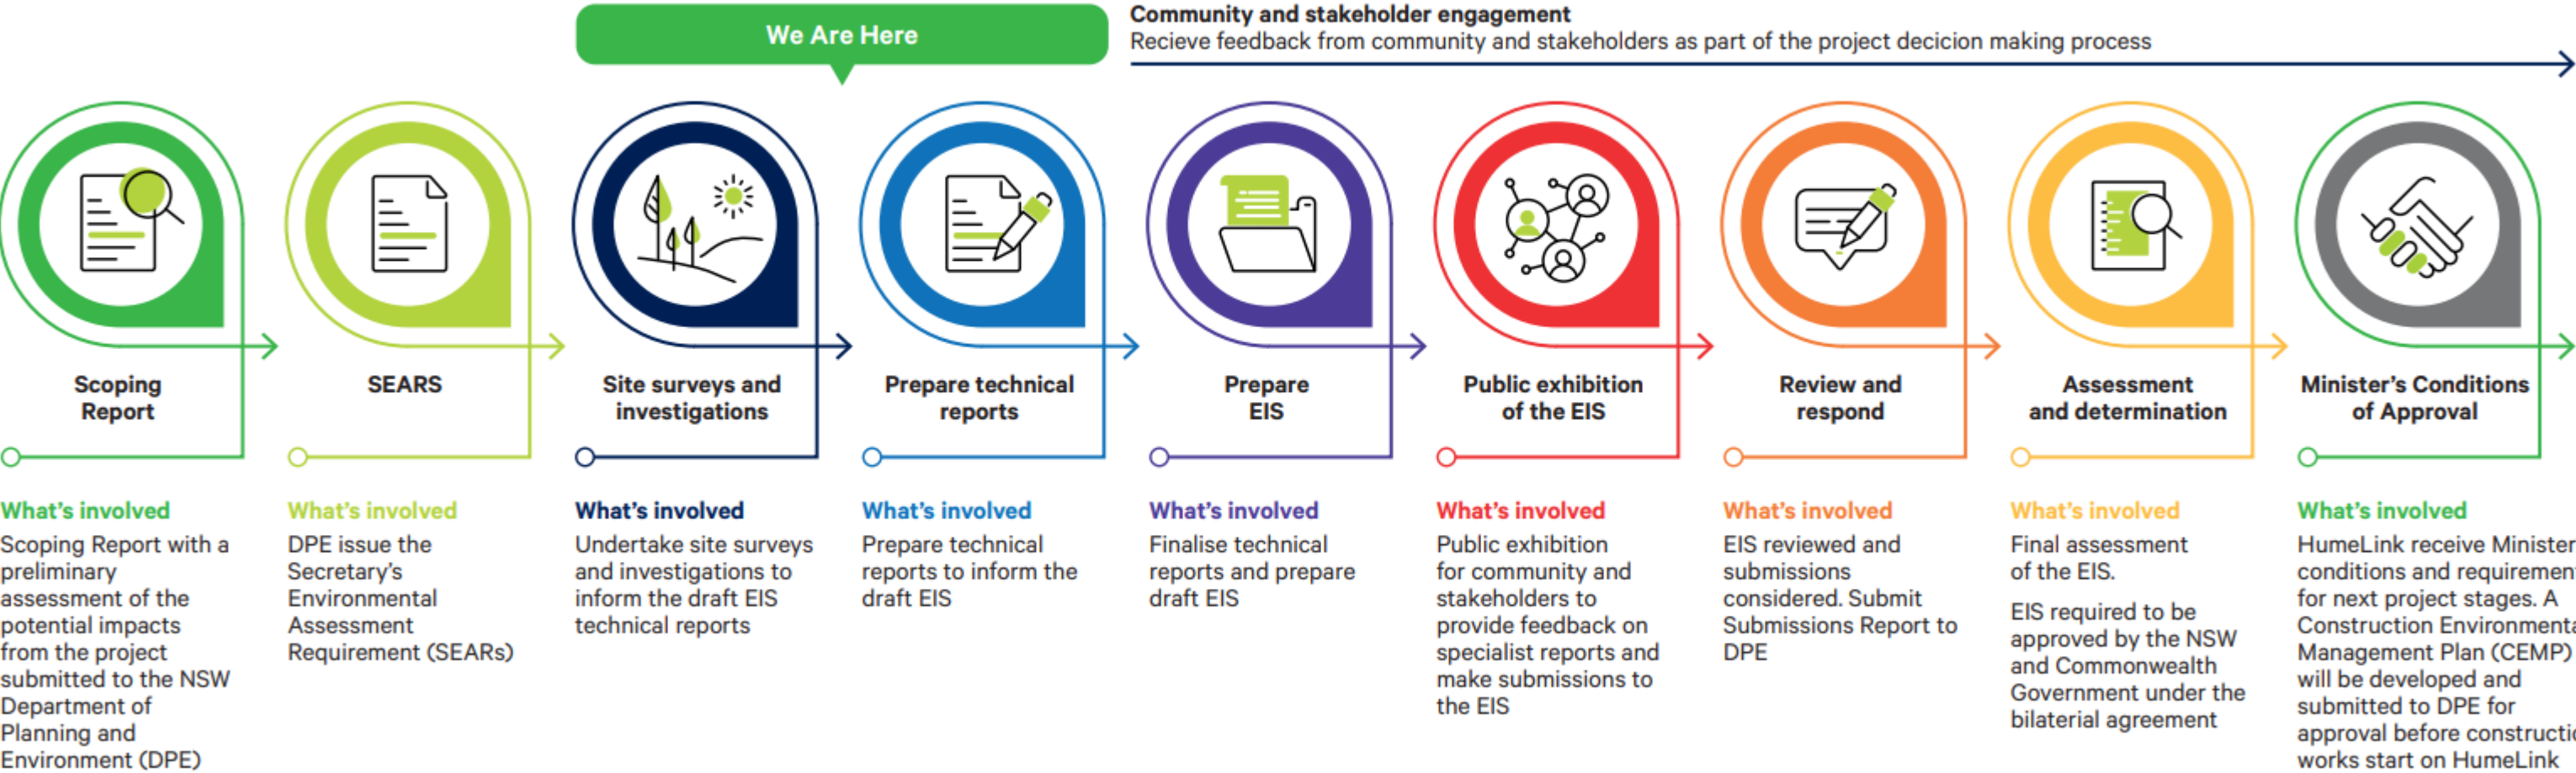 We Are Here
Community and stakeholder engagement
Recieve feedback from community and stakeholders as part of the project decicion making process
Scoping
Report
SEARS
Site surveys and
investigations
Prepare technical
reports
Prepare
EIS
Public exhibition
of the EIS
Review and
respond
Assessment
and determination
Minister's Conditions
of Approval
What's involved
Scoping Report with a
preliminary
assessment of the
potential impacts
from the project
submitted to the NSW
Department of
Planning and
Environment (DPE)
What's involved
DPE issue the
Secretary's
Environmental
Assessment
Requirement (SEARs)
What's involved
Undertake site surveys
and investigations to
inform the draft EIS
technical reports
What's involved
Prepare technical
reports to inform the
draft EIS
What's involved
Finalise technical
reports and prepare
draft EIS
What's involved
Public exhibition
for community and
stakeholders to
provide feedback on
specialist reports and
make submissions to
the EIS
What's involved
EIS reviewed and
submissions
considered. Submit
Submissions Report to
DPE
What's involved
Final assessment
of the EIS.
EIS required to be
approved by the NSW
and Commonwealth
Government under the
bilaterial agreement
What's involved
HumeLink receive Minister
conditions and requiremen
for next project stages. A
Construction Environmenta
Management Plan (CEMP)
will be developed and
submitted to DPE for
approval before constructio
works start on HumeLink